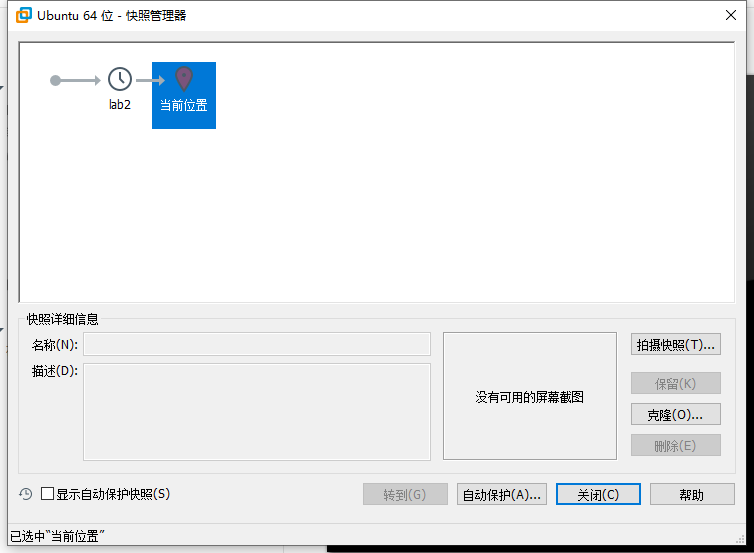 Ubuntu 64 位 - 快照管理器
lab2
当前位置
快照详细信息
名称(N):
描述(D):
没有可用的屏幕截图
拍摄快照(T)...
保留(K)
克隆(O)...
删除(E)
显示自动保护快照(S)
转到(G)
自动保护(A)...
关闭(C)
帮助
已选中"当前位置"